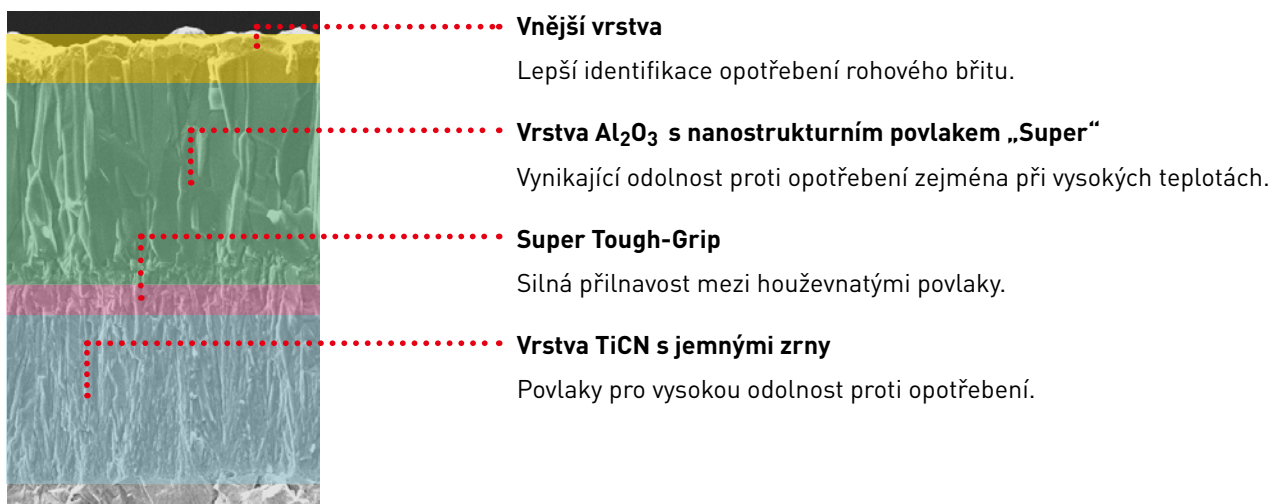 Vnější vrstva
Lepší identifikace opotřebení rohového břitu.
Vrstva Al₂O₃ s nanostrukturním povlakem „Super“
Vynikající odolnost proti opotřebení zejména při vysokých teplotách.
Super Tough-Grip
Silná přilnavost mezi houževnatými povlaky.
Vrstva TiCN s jemnými zrny
Povlaky pro vysokou odolnost proti opotřebení.